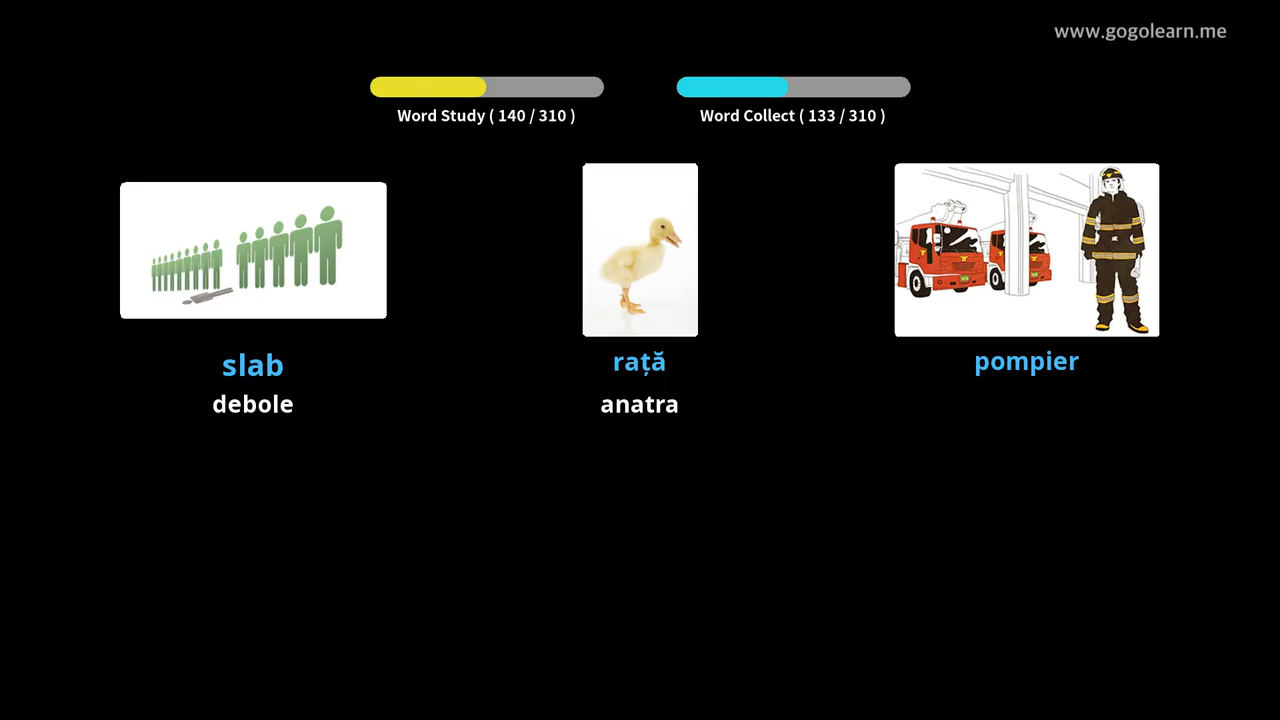 www.gogolearn.me
Word Study ( 140 / 310 )
Word Collect ( 133 / 310 )
slab
rață
pompier
debole
anatra